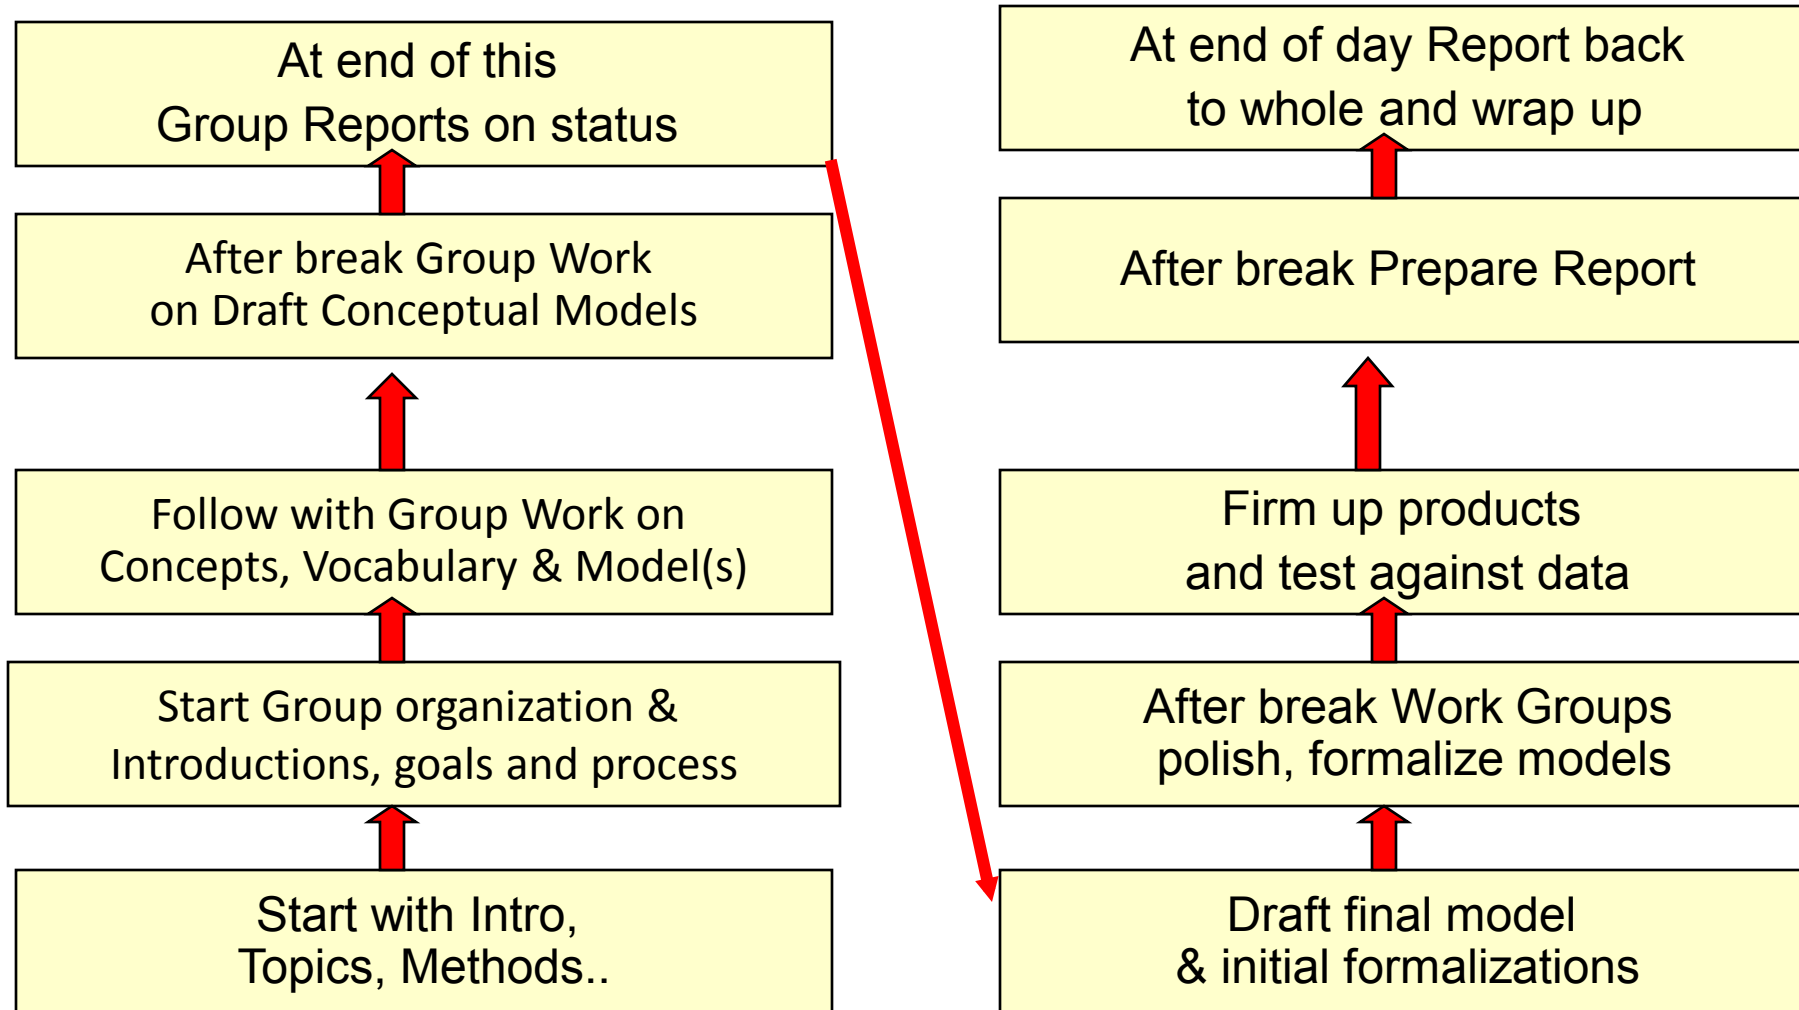 At end of this
Group Reports on status
After break Group Work
on Draft Conceptual Models
Follow with Group Work on
Concepts, Vocabulary & Model(s)
Start Group organization &
Introductions, goals and process
Start with Intro,
Topics, Methods..
At end of day Report back
to whole and wrap up
After break Prepare Report
Firm up products
and test against data
After break Work Groups
polish, formalize models
Draft final model
& initial formalizations